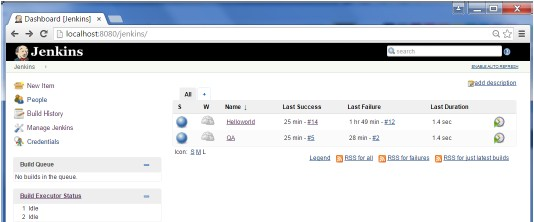 Dashboard [Jenkins]
localhost:8080/jenkins/
Jenkins
search
Jenkins
ENABLE AUTO REFRESH
New Item
People
Build History
Manage Jenkins
Credentials
Build Queue
No builds in the queue.
Build Executor Status
1 Idle
2 Idle
add description
All +
S W Name ↓ Last Success Last Failure Last Duration
Helloworld 25 min - #14 1 hr 49 min - #12 1.4 sec
QA 25 min - #5 28 min - #2 1.4 sec
Icon: S M L
Legend RSS for all RSS for failures RSS for just latest builds